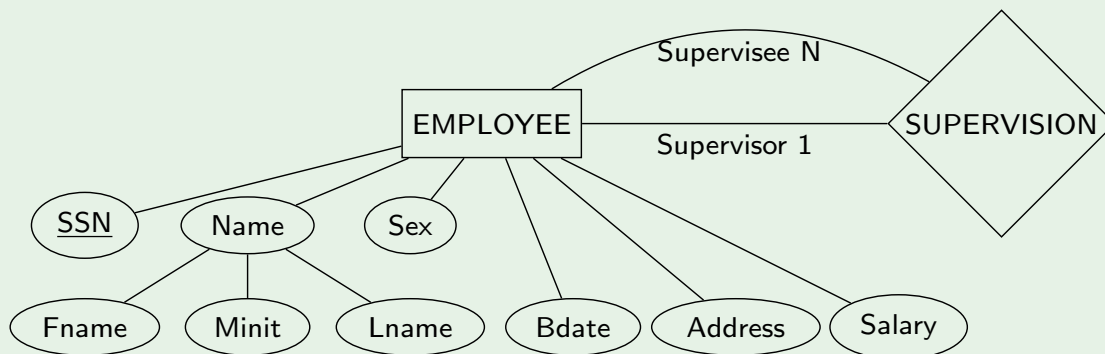 Supervisee N
EMPLOYEE
SUPERVISION
Supervisor 1
SSN
Name
Sex
Fname
Minit
Lname
Bdate
Address
Salary